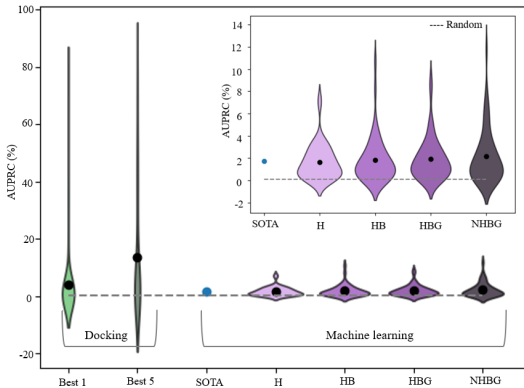 100
80
60
40
20
0
-20
AUPRC (%)
14
12
10
8
6
4
2
0
-2
AUPRC (%)
---- Random
SOTA H HB HBG NHBG
Docking
Machine learning
Best 1 Best 5 SOTA H HB HBG NHBG